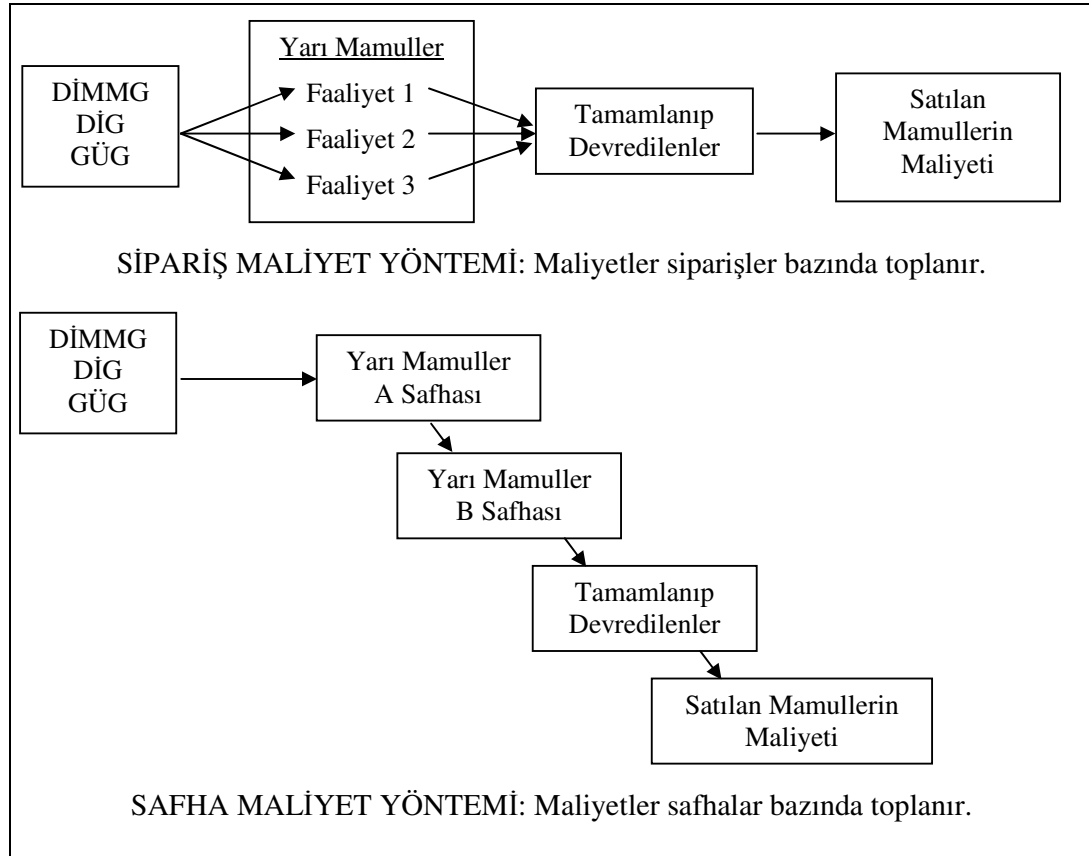 DİMMG
DİG
GÜG
Yarı Mamuller
Faaliyet 1
Faaliyet 2
Faaliyet 3
Tamamlanıp
Devredilenler
Satılan
Mamullerin
Maliyeti
SİPARİŞ MALİYET YÖNTEMİ: Maliyetler siparişler bazında toplanır.
DİMMG
DİG
GÜG
Yarı Mamuller
A Safhası
Yarı Mamuller
B Safhası
Tamamlanıp
Devredilenler
Satılan Mamullerin
Maliyeti
SAFHA MALİYET YÖNTEMİ: Maliyetler safhalar bazında toplanır.